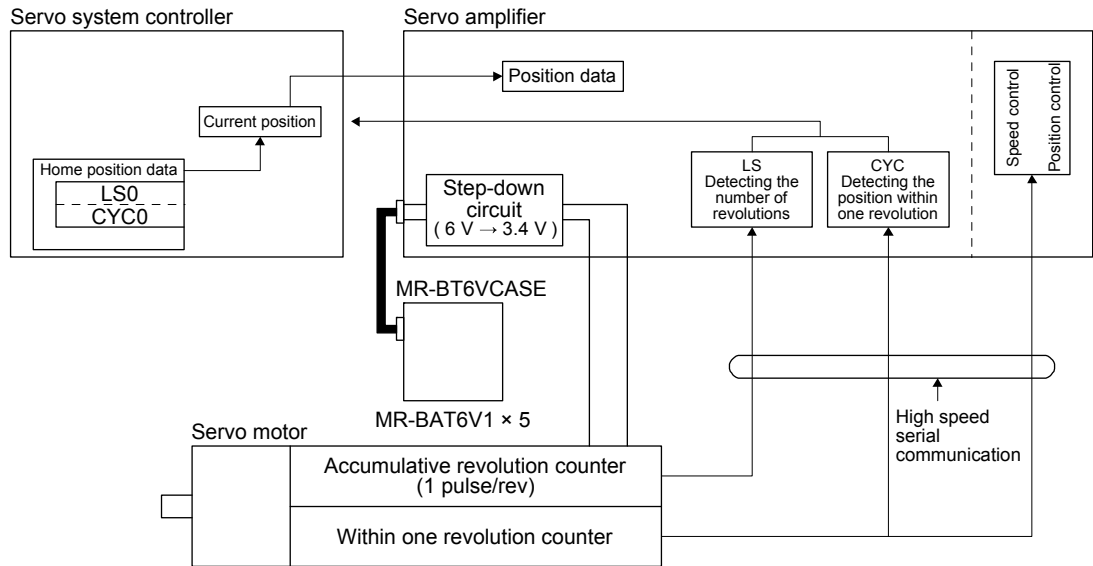 Servo system controller
Servo amplifier
Position data
Current position
Home position data
LS0
CYC0
Step-down
circuit
( 6 V → 3.4 V )
LS
Detecting the
number of
revolutions
CYC
Detecting the
position within
one revolution
Speed control
Position control
MR-BT6VCASE
MR-BAT6V1 × 5
High speed
serial
communication
Servo motor
Accumulative revolution counter
(1 pulse/rev)
Within one revolution counter